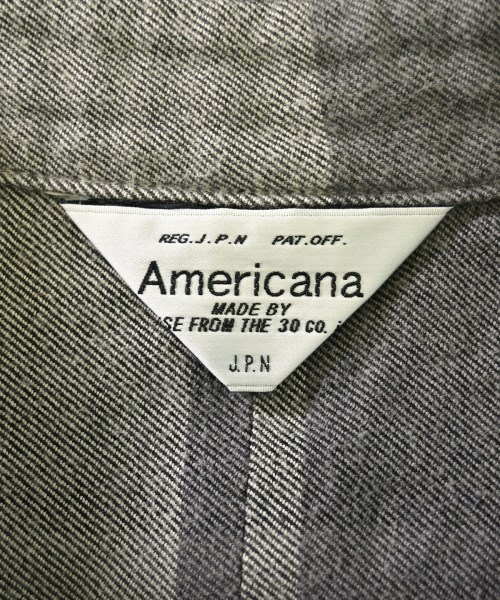 REG.J.P.N PAT.OFF.
Americana
MADE BY
FROM THE 30 CO.
J.P.N